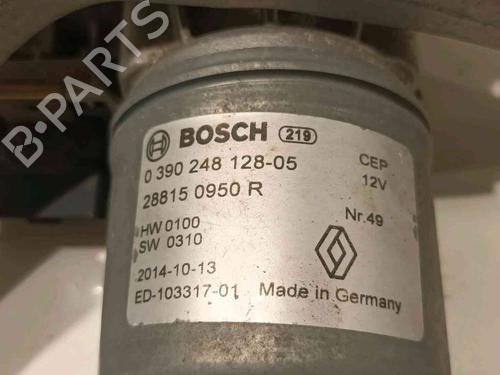 B-PARTS
BOSCH 219
0 390 248 128-05
28815 0950 R
CEP
12V
HW 0100
SW 0310
Nr.49
2014-10-13
ED-103317-01 Made in Germany